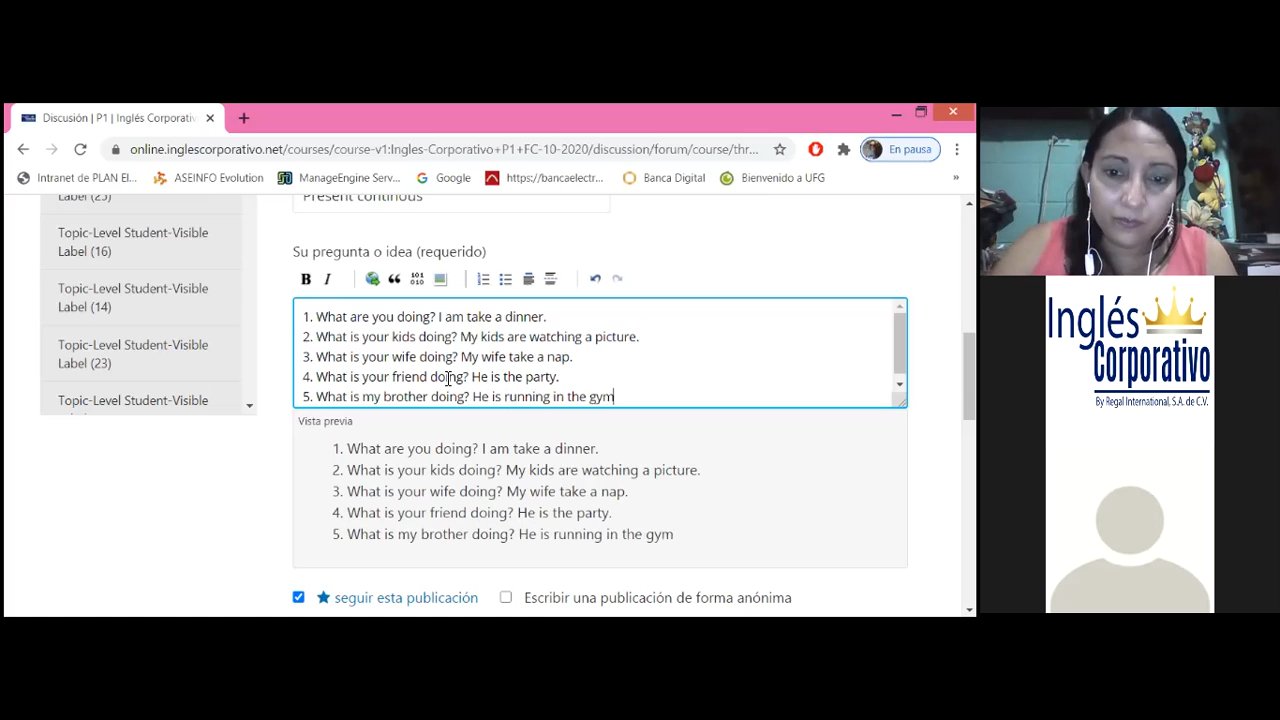 Discusión | P1 | Inglés Corporativ
online.inglescorporativo.net/courses/course-v1:Ingles-Corporativo+P1+FC-10-2020/discussion/forum/course/thr...
En pausa
Intranet de PLAN El...
ASEINFO Evolution
ManageEngine Serv...
Google
https://bancaelectr...
Banca Digital
Bienvenido a UFG
»
Label (25)
Topic-Level Student-Visible
Label (16)
Topic-Level Student-Visible
Label (14)
Topic-Level Student-Visible
Label (23)
Topic-Level Student-Visible
Present continous
Su pregunta o idea (requerido)
B I
1. What are you doing? I am take a dinner.
2. What is your kids doing? My kids are watching a picture.
3. What is your wife doing? My wife take a nap.
4. What is your friend doing? He is the party.
5. What is my brother doing? He is running in the gym
Vista previa
1. What are you doing? I am take a dinner.
2. What is your kids doing? My kids are watching a picture.
3. What is your wife doing? My wife take a nap.
4. What is your friend doing? He is the party.
5. What is my brother doing? He is running in the gym
seguir esta publicación
Escribir una publicación de forma anónima
Inglés
Corporativo
By Regal International, S.A. de C.V.